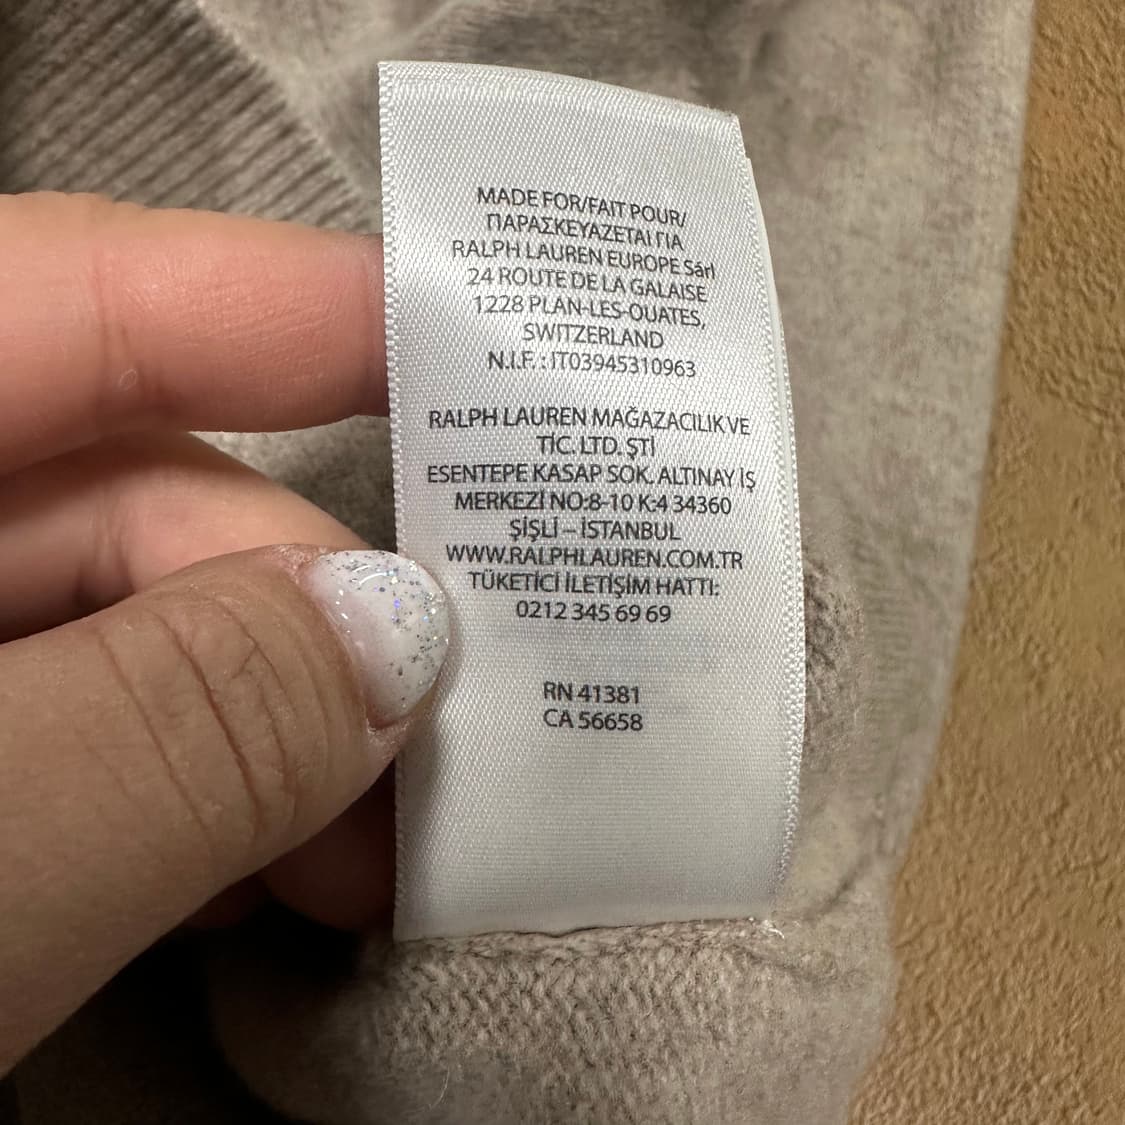 MADE FOR/FAIT POUR/
ΠΑΡΑΣΚΕΥΑΖΕΤΑΙ ΓΙΑ
RALPH LAUREN EUROPE Sárl
24 ROUTE DE LA GALAISE
1228 PLAN-LES-OUATES,
SWITZERLAND
N.I.F. : IT03945310963
RALPH LAUREN MAĞAZACILIK VE
TİC. LTD. ŞTİ
ESENTEPE KASAP SOK. ALTINAY İŞ
MERKEZİ NO:8-10 K:4 34360
ŞİŞLİ – İSTANBUL
WWW.RALPHLAUREN.COM.TR
TÜKETİCİ İLETİŞİM HATTI:
0212 345 69 69
RN 41381
CA 56658